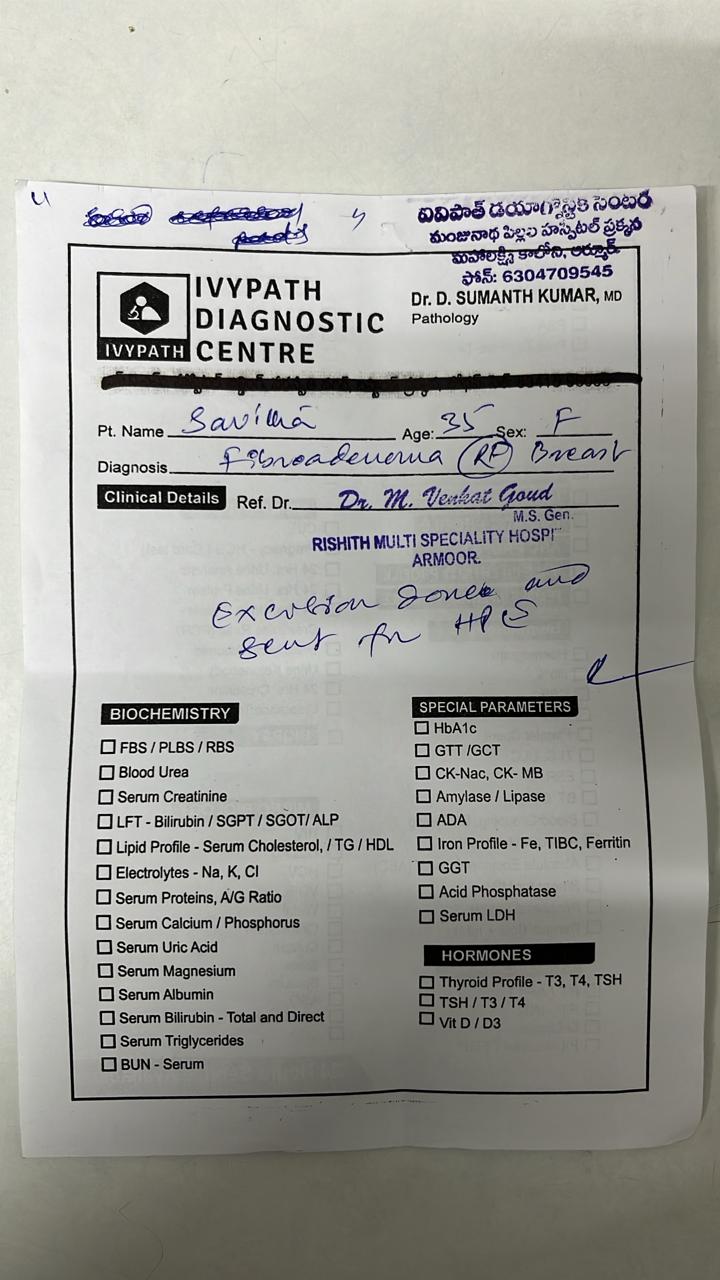 వివిపాత్ డయాగ్నోస్టిక్ సెంటర్
మంజునాథ పిల్లల హస్పటల్ ప్రక్కన
మహాలక్ష్మి కాలోని, ఆర్మూర్
ఫోన్: 6304709545
IVYPATH
DIAGNOSTIC
CENTRE
IVYPATH
Dr. D. SUMANTH KUMAR, MD
Pathology
Pt. Name Savitha Age: 35 Sex: F
Diagnosis Fibroadenoma Rt Breast
Clinical Details Ref. Dr. Dr. M. Venkat Goud
M.S. Gen.
RISHITH MULTI SPECIALITY HOSPI
ARMOOR.
Excision done and
sent for HPE
BIOCHEMISTRY
FBS / PLBS / RBS
Blood Urea
Serum Creatinine
LFT - Bilirubin / SGPT / SGOT/ ALP
Lipid Profile - Serum Cholesterol, / TG / HDL
Electrolytes - Na, K, Cl
Serum Proteins, A/G Ratio
Serum Calcium / Phosphorus
Serum Uric Acid
Serum Magnesium
Serum Albumin
Serum Bilirubin - Total and Direct
Serum Triglycerides
BUN - Serum
SPECIAL PARAMETERS
HbA1c
GTT /GCT
CK-Nac, CK- MB
Amylase / Lipase
ADA
Iron Profile - Fe, TIBC, Ferritin
GGT
Acid Phosphatase
Serum LDH
HORMONES
Thyroid Profile - T3, T4, TSH
TSH / T3 / T4
Vit D / D3